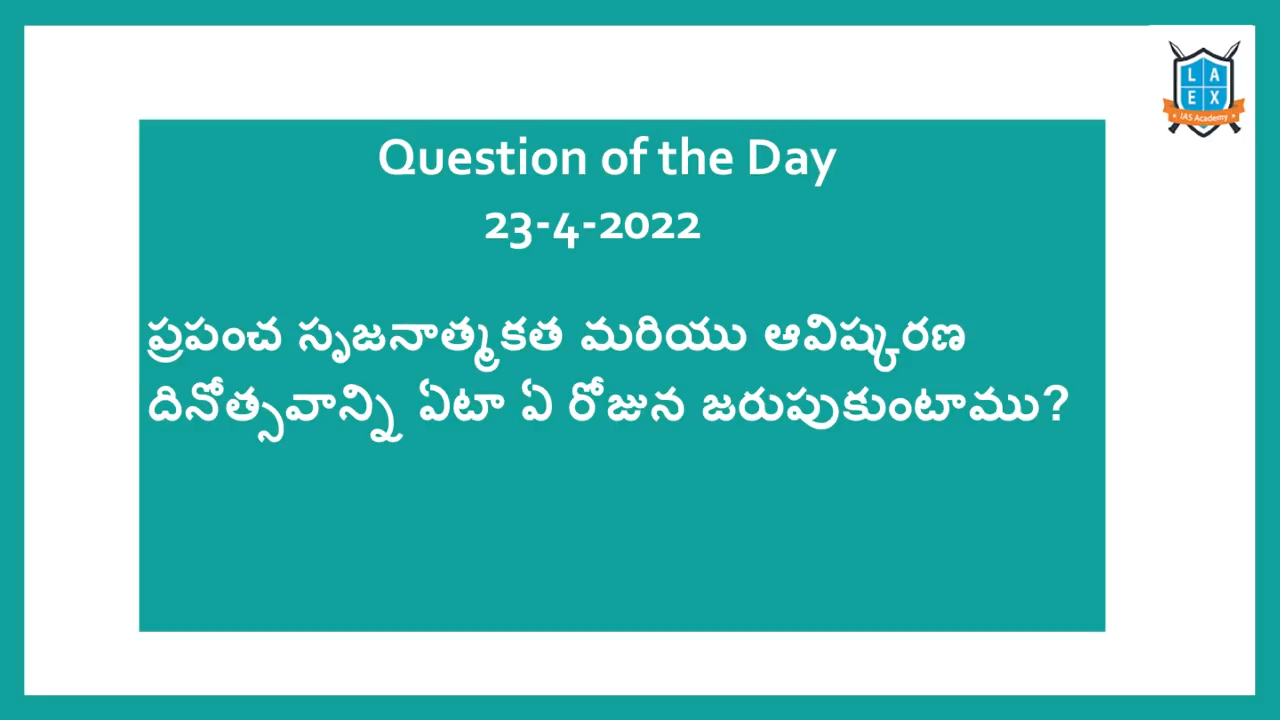 L A
E X
IAS Academy
Question of the Day
23-4-2022
ప్రపంచ సృజనాత్మకత మరియు ఆవిష్కరణ
దినోత్సవాన్ని ఏటా ఏ రోజున జరుపుకుంటాము?